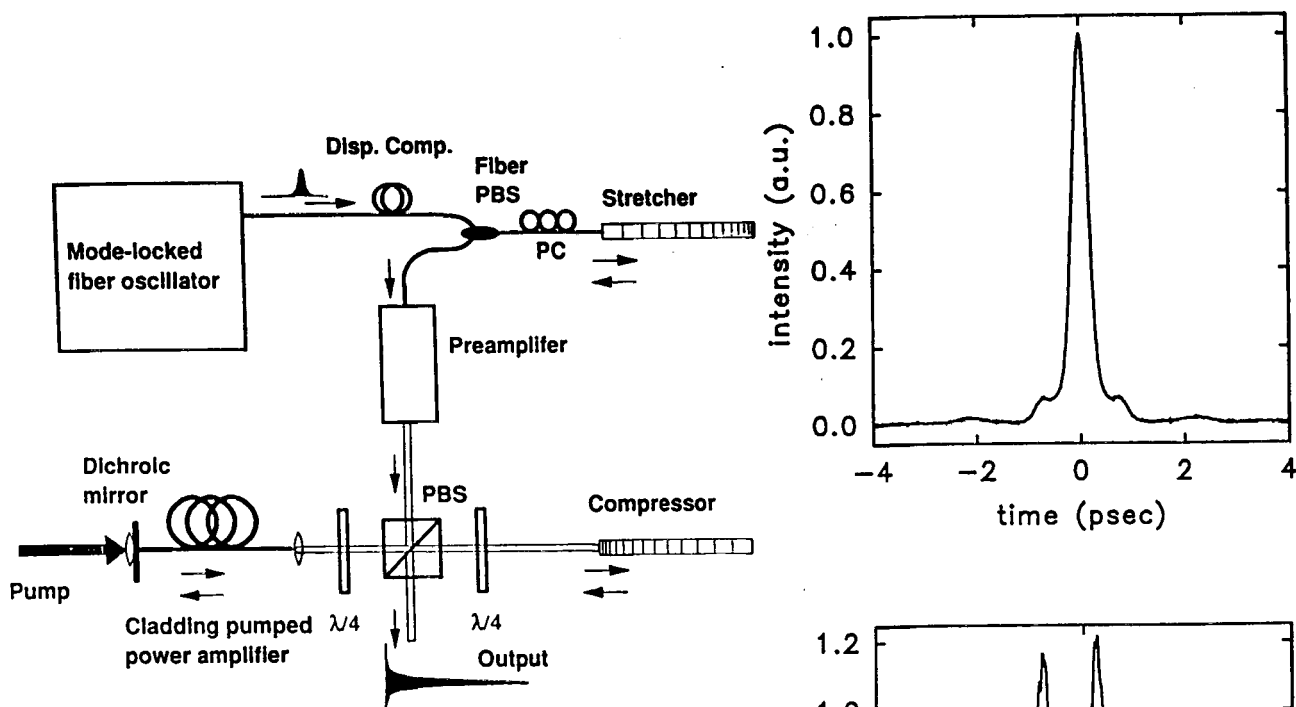 Disp. Comp.
Fiber
PBS
Stretcher
PC
Mode-locked
fiber oscillator
Preamplifer
Dichroic
mirror
PBS
Compressor
Pump
λ/4
λ/4
Cladding pumped
power amplifier
Output
intensity (a.u.)
1.0
0.8
0.6
0.4
0.2
0.0
−4 −2 0 2 4
time (psec)
1.2